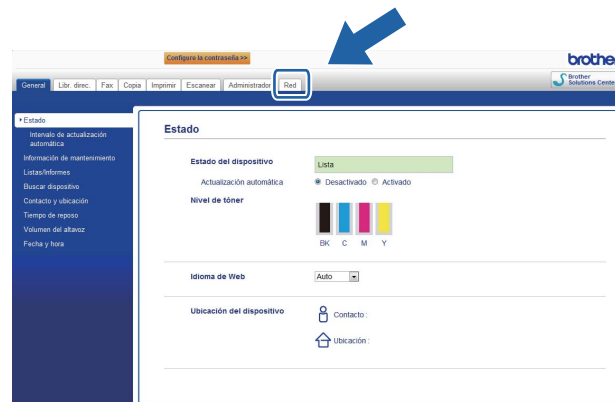 Configure la contraseña >>
brothe
General Libr. direc. Fax Copia Imprimir Escanear Administrador Red
Brother
Solutions Cente
Estado
Intervalo de actualización
automática
Información de mantenimiento
Listas/Informes
Buscar dispositivo
Contacto y ubicación
Tiempo de reposo
Volumen del altavoz
Fecha y hora
Estado
Estado del dispositivo Lista
Actualización automática Desactivado Activado
Nivel de tóner
BK C M Y
Idioma de Web Auto
Ubicación del dispositivo Contacto :
Ubicación :